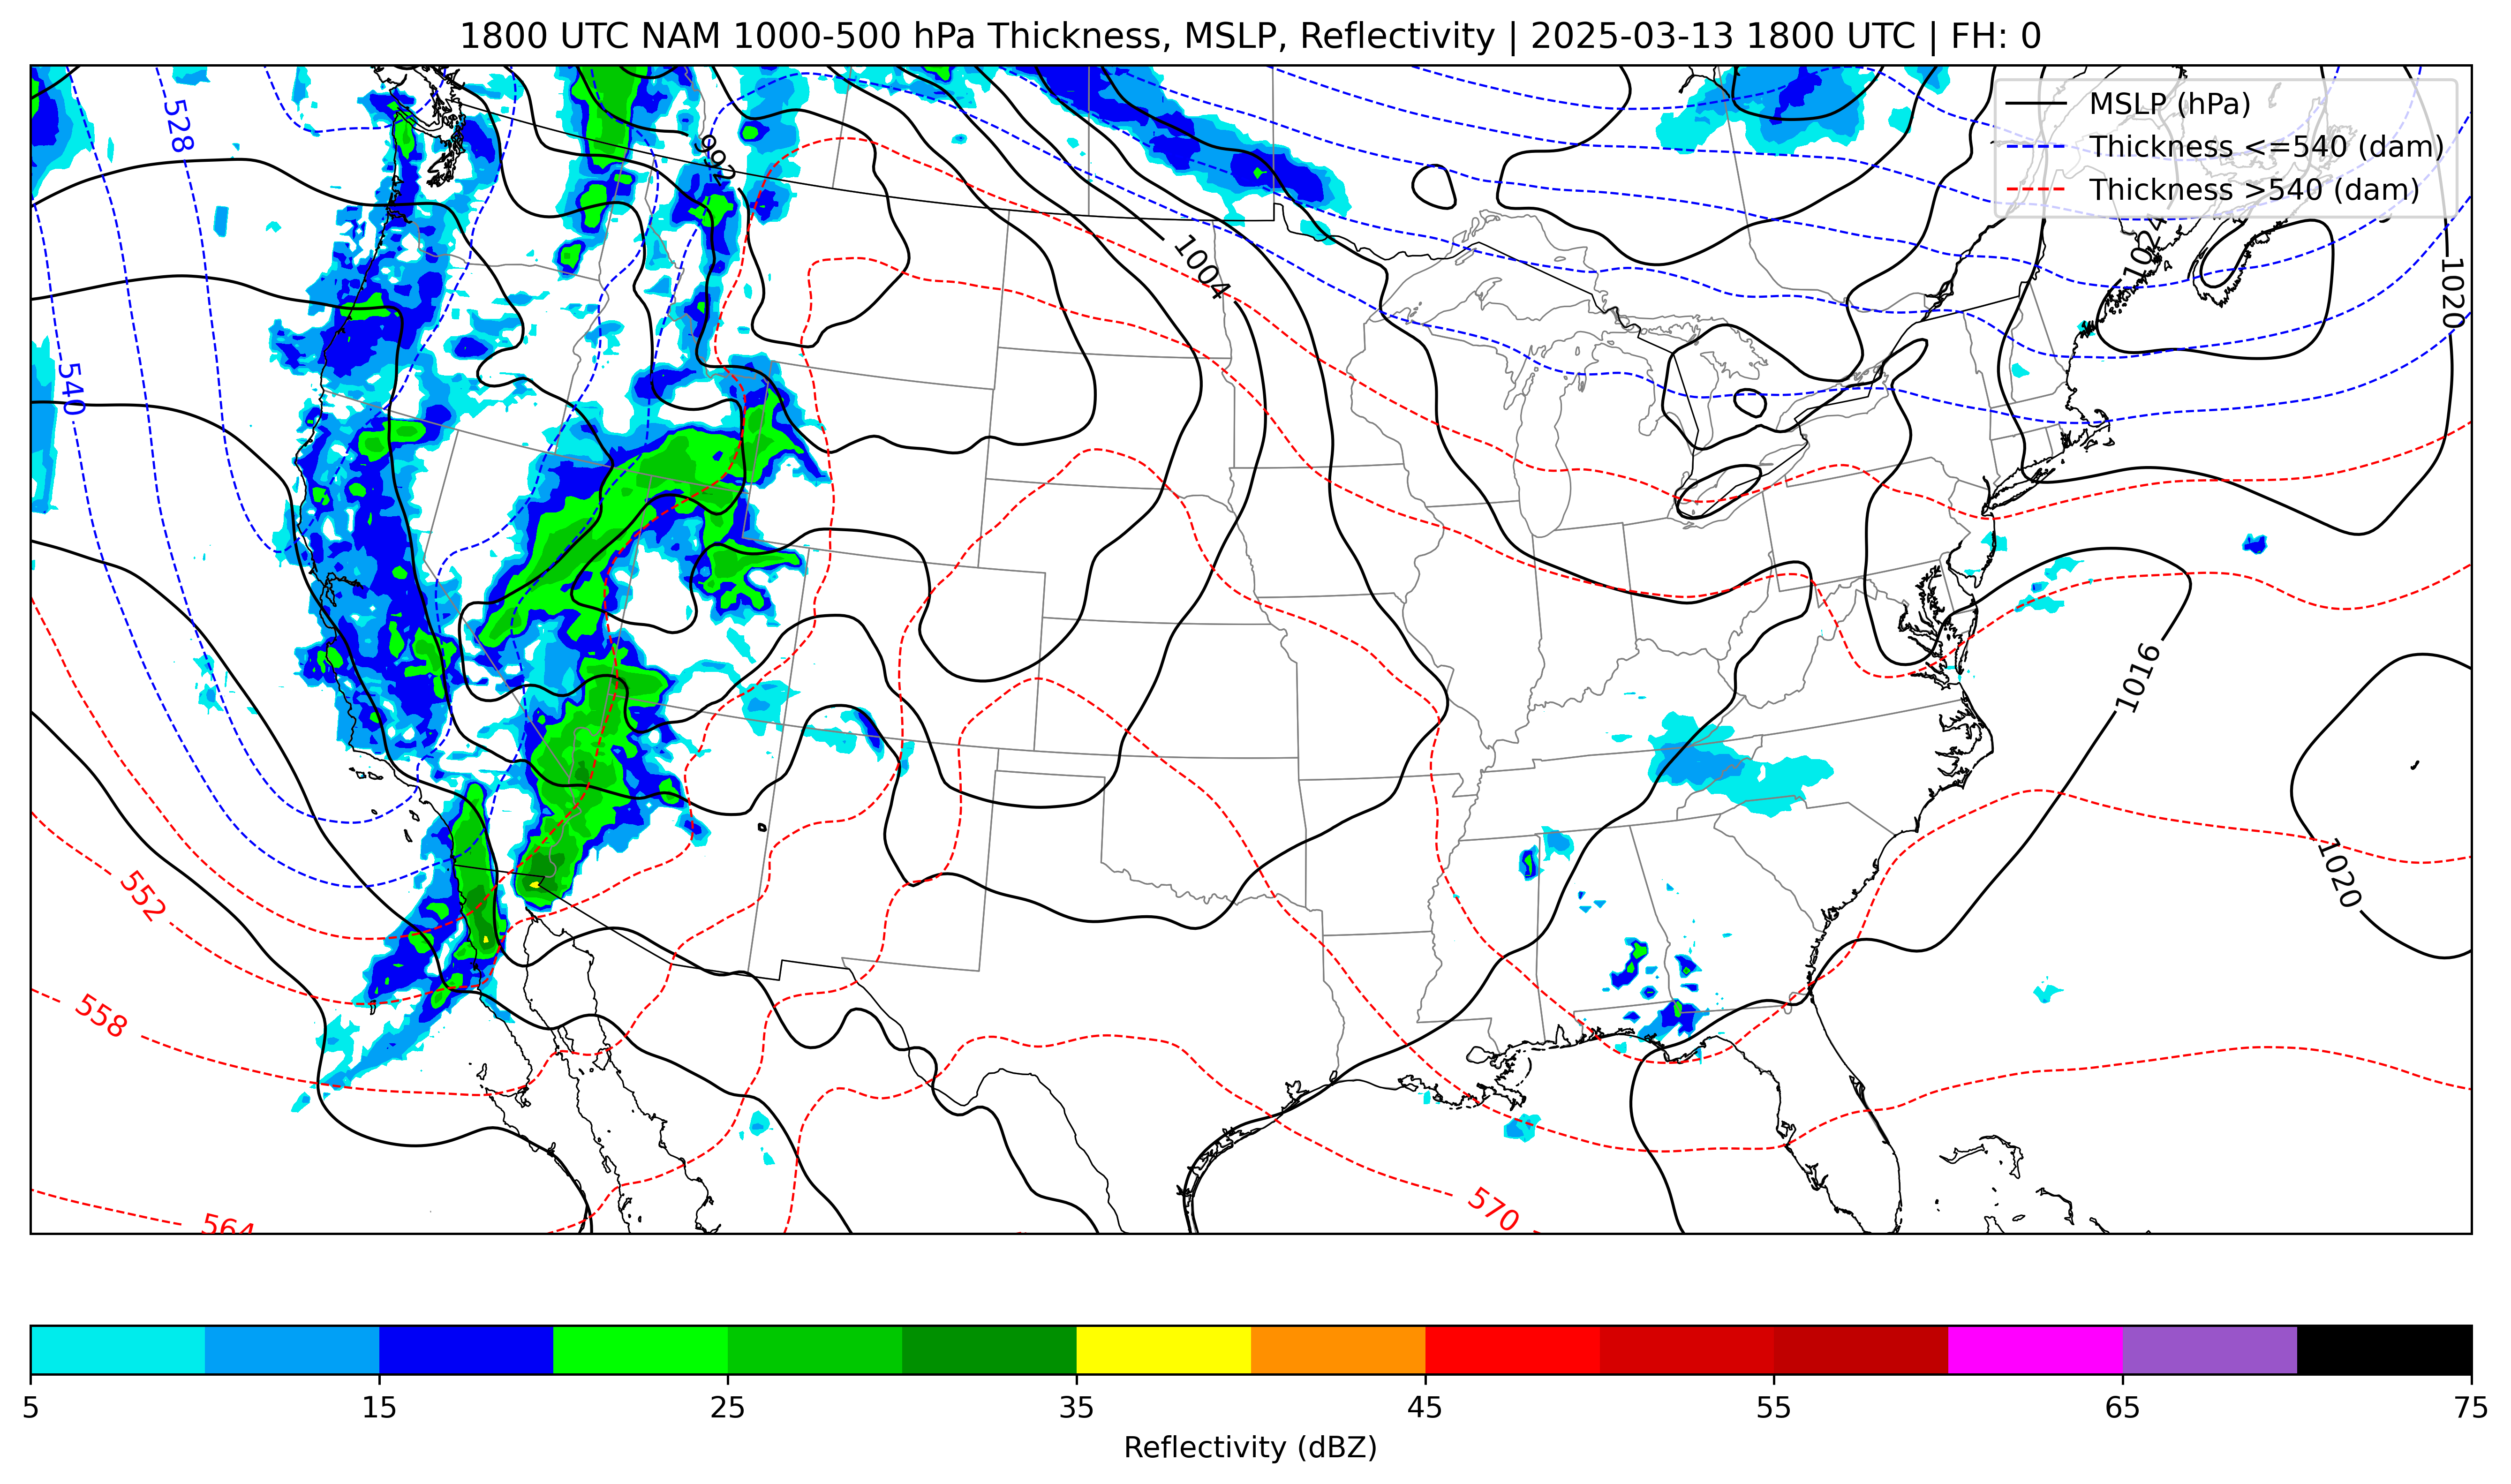 1800 UTC NAM 1000-500 hPa Thickness, MSLP, Reflectivity | 2025-03-13 1800 UTC | FH: 0
MSLP (hPa)
Thickness <=540 (dam)
Thickness >540 (dam)
528
992
1004
1024
1020
540
1016
1020
552
558
564
570
5 15 25 35 45 55 65 75
Reflectivity (dBZ)